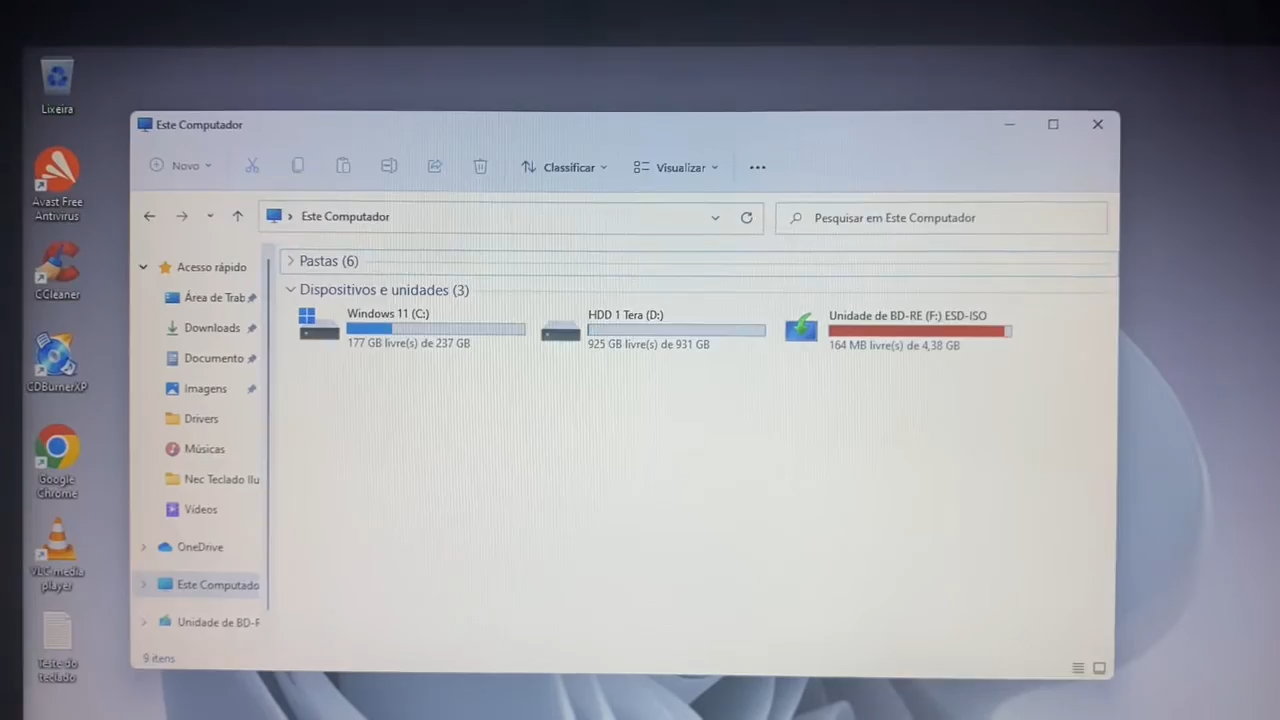 Lixeira
Avast Free
Antivirus
CCleaner
CDBurnerXP
Google
Chrome
VLC media
player
Teste do
teclado
Este Computador
Novo
Classificar
Visualizar
Este Computador
Pesquisar em Este Computador
Acesso rápido
Área de Trab
Downloads
Documento
Imagens
Drivers
Músicas
Nec Teclado Ilu
Vídeos
OneDrive
Este Computado
Unidade de BD-R
Pastas (6)
Dispositivos e unidades (3)
Windows 11 (C:)
177 GB livre(s) de 237 GB
HDD 1 Tera (D:)
925 GB livre(s) de 931 GB
Unidade de BD-RE (F:) ESD-ISO
164 MB livre(s) de 4,38 GB
9 itens